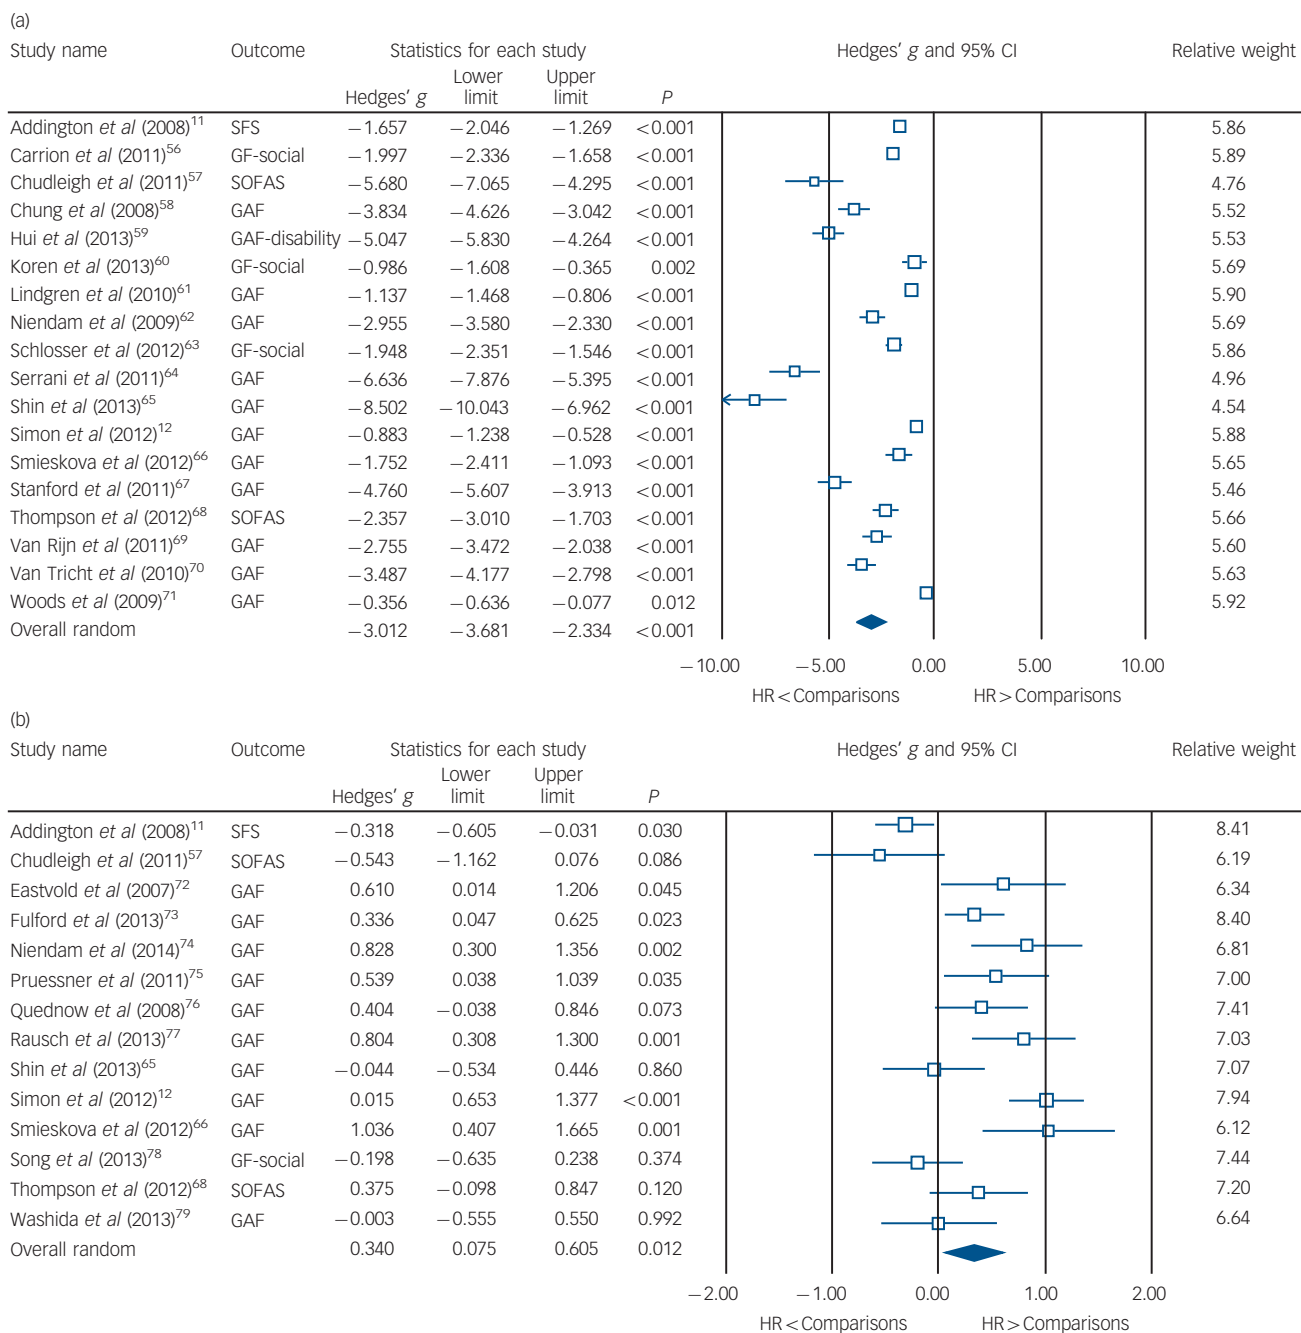 (a)
Study name Outcome Statistics for each study Hedges' g and 95% CI Relative weight
Hedges' g Lower limit Upper limit P
Addington et al (2008)11 SFS −1.657 −2.046 −1.269 <0.001 5.86
Carrion et al (2011)56 GF-social −1.997 −2.336 −1.658 <0.001 5.89
Chudleigh et al (2011)57 SOFAS −5.680 −7.065 −4.295 <0.001 4.76
Chung et al (2008)58 GAF −3.834 −4.626 −3.042 <0.001 5.52
Hui et al (2013)59 GAF-disability −5.047 −5.830 −4.264 <0.001 5.53
Koren et al (2013)60 GF-social −0.986 −1.608 −0.365 0.002 5.69
Lindgren et al (2010)61 GAF −1.137 −1.468 −0.806 <0.001 5.90
Niendam et al (2009)62 GAF −2.955 −3.580 −2.330 <0.001 5.69
Schlosser et al (2012)63 GF-social −1.948 −2.351 −1.546 <0.001 5.86
Serrani et al (2011)64 GAF −6.636 −7.876 −5.395 <0.001 4.96
Shin et al (2013)65 GAF −8.502 −10.043 −6.962 <0.001 4.54
Simon et al (2012)12 GAF −0.883 −1.238 −0.528 <0.001 5.88
Smieskova et al (2012)66 GAF −1.752 −2.411 −1.093 <0.001 5.65
Stanford et al (2011)67 GAF −4.760 −5.607 −3.913 <0.001 5.46
Thompson et al (2012)68 SOFAS −2.357 −3.010 −1.703 <0.001 5.66
Van Rijn et al (2011)69 GAF −2.755 −3.472 −2.038 <0.001 5.60
Van Tricht et al (2010)70 GAF −3.487 −4.177 −2.798 <0.001 5.63
Woods et al (2009)71 GAF −0.356 −0.636 −0.077 0.012 5.92
Overall random −3.012 −3.681 −2.334 <0.001
−10.00 −5.00 0.00 5.00 10.00
HR < Comparisons HR > Comparisons
(b)
Study name Outcome Statistics for each study Hedges' g and 95% CI Relative weight
Hedges' g Lower limit Upper limit P
Addington et al (2008)11 SFS −0.318 −0.605 −0.031 0.030 8.41
Chudleigh et al (2011)57 SOFAS −0.543 −1.162 0.076 0.086 6.19
Eastvold et al (2007)72 GAF 0.610 0.014 1.206 0.045 6.34
Fulford et al (2013)73 GAF 0.336 0.047 0.625 0.023 8.40
Niendam et al (2014)74 GAF 0.828 0.300 1.356 0.002 6.81
Pruessner et al (2011)75 GAF 0.539 0.038 1.039 0.035 7.00
Quednow et al (2008)76 GAF 0.404 −0.038 0.846 0.073 7.41
Rausch et al (2013)77 GAF 0.804 0.308 1.300 0.001 7.03
Shin et al (2013)65 GAF −0.044 −0.534 0.446 0.860 7.07
Simon et al (2012)12 GAF 0.015 0.653 1.377 <0.001 7.94
Smieskova et al (2012)66 GAF 1.036 0.407 1.665 0.001 6.12
Song et al (2013)78 GF-social −0.198 −0.635 0.238 0.374 7.44
Thompson et al (2012)68 SOFAS 0.375 −0.098 0.847 0.120 7.20
Washida et al (2013)79 GAF −0.003 −0.555 0.550 0.992 6.64
Overall random 0.340 0.075 0.605 0.012
−2.00 −1.00 0.00 1.00 2.00
HR < Comparisons HR > Comparisons